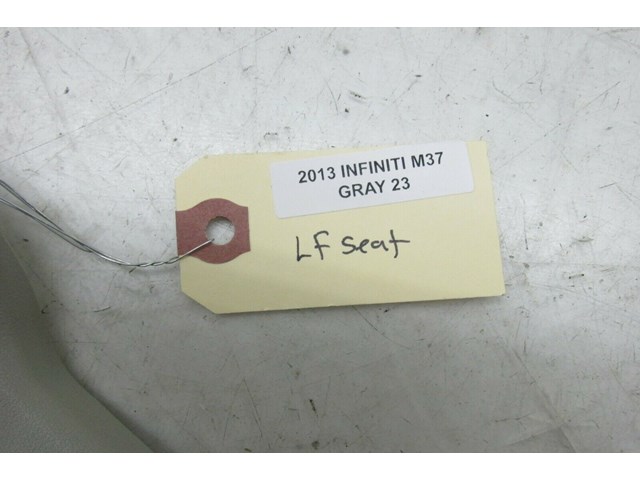 2013 INFINITI M37
GRAY 23
LF seat